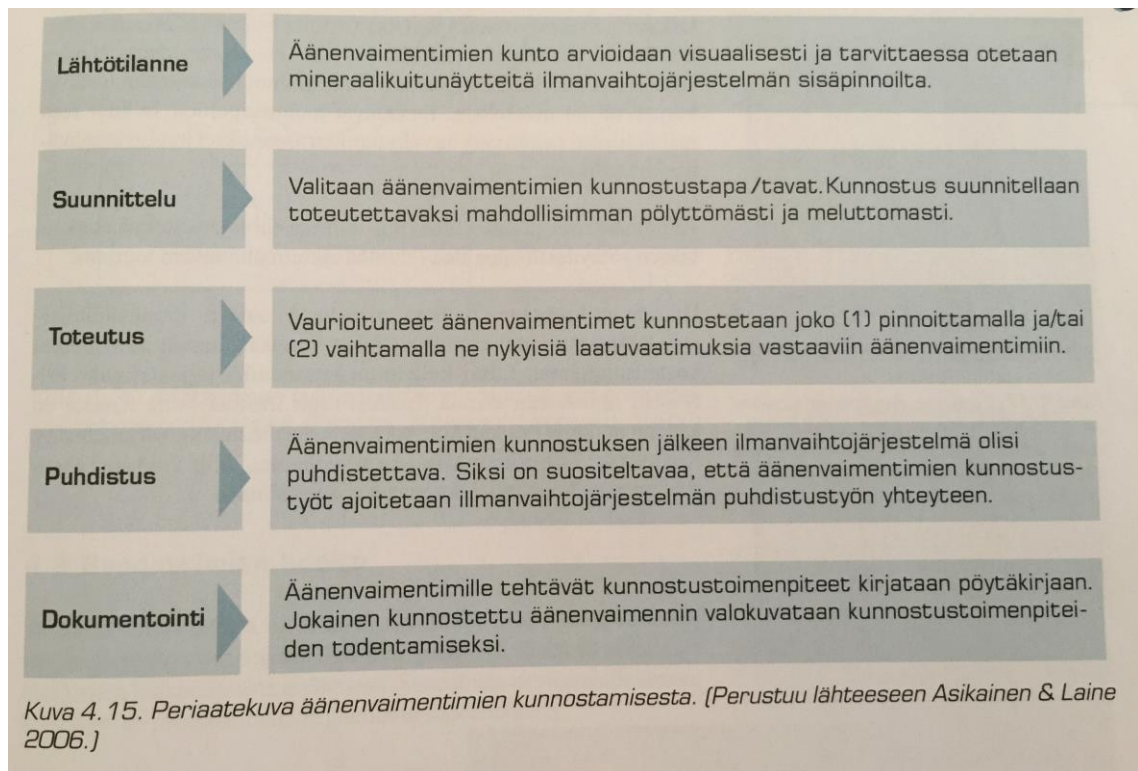 Lähtötilanne
Äänenvaimentimien kunto arvioidaan visuaalisesti ja tarvittaessa otetaan
mineraalikuitunäytteitä ilmanvaihtojärjestelmän sisäpinnoilta.
Suunnittelu
Valitaan äänenvaimentimien kunnostustapa/tavat. Kunnostus suunnitellaan
toteutettavaksi mahdollisimman pölyttömästi ja meluttomasti.
Toteutus
Vaurioituneet äänenvaimentimet kunnostetaan joko (1) pinnoittamalla ja/tai
(2) vaihtamalla ne nykyisiä laatuvaatimuksia vastaaviin äänenvaimentimiin.
Puhdistus
Äänenvaimentimien kunnostuksen jälkeen ilmanvaihtojärjestelmä olisi
puhdistettava. Siksi on suositeltavaa, että äänenvaimentimien kunnostus-
työt ajoitetaan illmanvaihtojärjestelmän puhdistustyön yhteyteen.
Dokumentointi
Äänenvaimentimille tehtävät kunnostustoimenpiteet kirjataan pöytäkirjaan.
Jokainen kunnostettu äänenvaimennin valokuvataan kunnostustoimenpitei-
den todentamiseksi.
Kuva 4.15. Periaatekuva äänenvaimentimien kunnostamisesta. (Perustuu lähteeseen Asikainen & Laine
2006.)